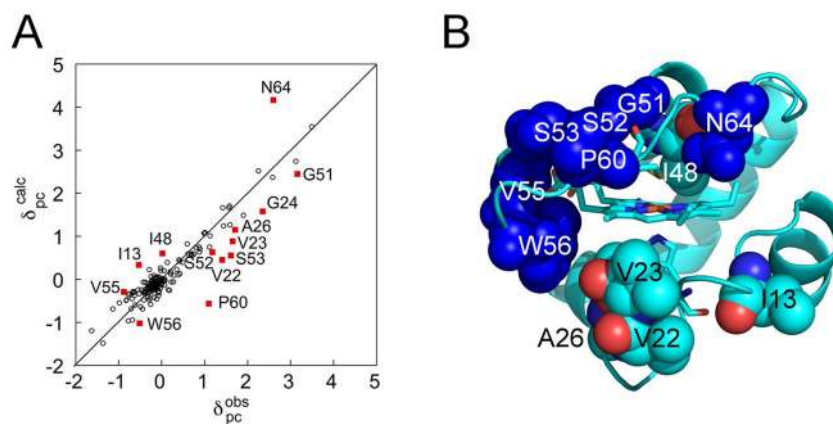 A
B
δ pc calc
5
4
3
2
1
0
-1
-2
N64
G51
G24
A26
V23
I48
I13
S52
S53
V22
V55
P60
W56
-2 -1 0 1 2 3 4 5
δ pc obs
G51
S52
N64
S53
P60
I48
V55
W56
V23
I13
A26
V22